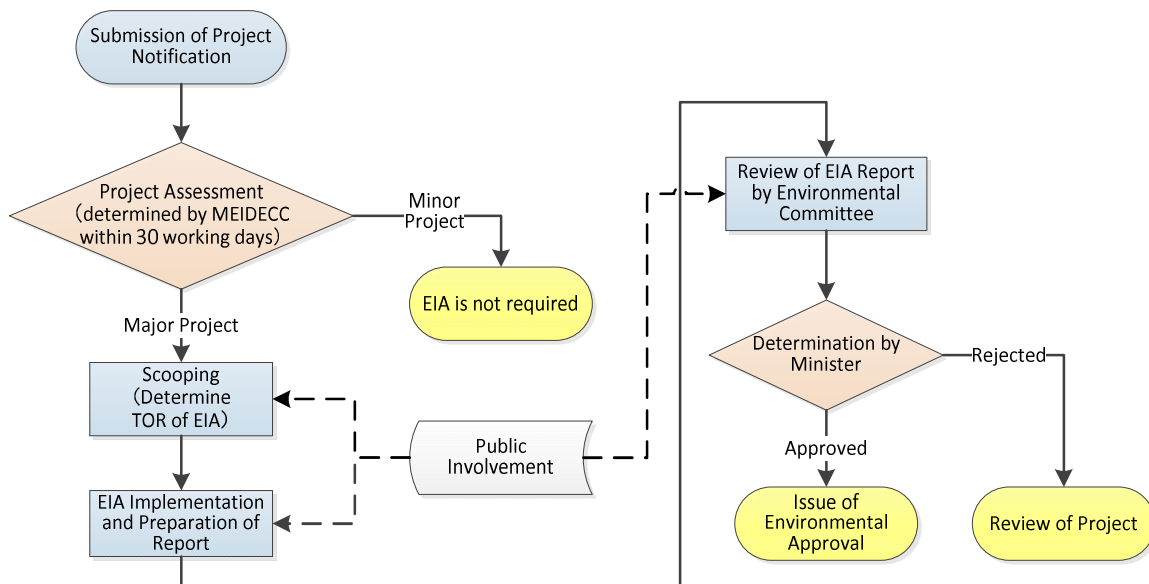 Submission of Project
Notification
Project Assessment
(determined by MEIDECC
within 30 working days)
Minor
Project
EIA is not required
Major Project
Scooping
(Determine
TOR of EIA)
EIA Implementation
and Preparation of
Report
Public
Involvement
Review of EIA Report
by Environmental
Committee
Determination by
Minister
Rejected
Approved
Issue of
Environmental
Approval
Review of Project